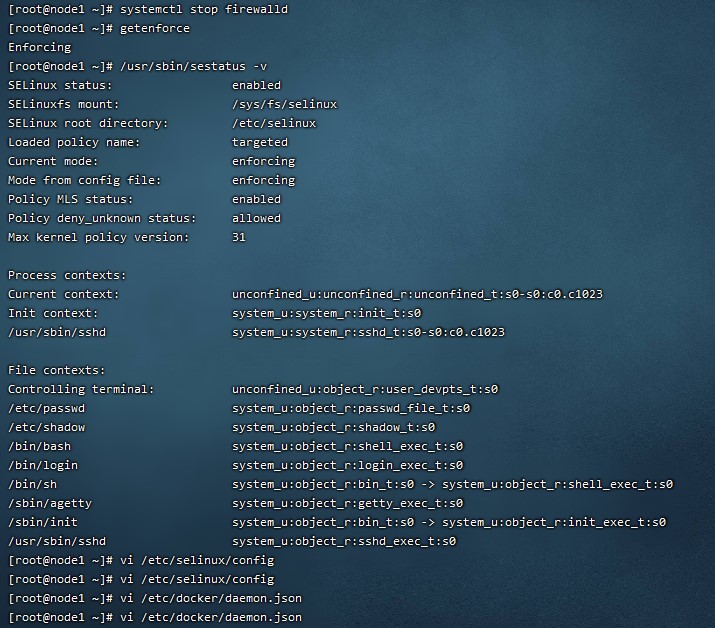 [root@node1 ~]# systemctl stop firewalld
[root@node1 ~]# getenforce
Enforcing
[root@node1 ~]# /usr/sbin/sestatus -v
SELinux status:                 enabled
SELinuxfs mount:                /sys/fs/selinux
SELinux root directory:         /etc/selinux
Loaded policy name:             targeted
Current mode:                   enforcing
Mode from config file:          enforcing
Policy MLS status:              enabled
Policy deny_unknown status:     allowed
Max kernel policy version:      31

Process contexts:
Current context:                unconfined_u:unconfined_r:unconfined_t:s0-s0:c0.c1023
Init context:                   system_u:system_r:init_t:s0
/usr/sbin/sshd                  system_u:system_r:sshd_t:s0-s0:c0.c1023

File contexts:
Controlling terminal:           unconfined_u:object_r:user_devpts_t:s0
/etc/passwd                     system_u:object_r:passwd_file_t:s0
/etc/shadow                     system_u:object_r:shadow_t:s0
/bin/bash                       system_u:object_r:shell_exec_t:s0
/bin/login                      system_u:object_r:login_exec_t:s0
/bin/sh                         system_u:object_r:bin_t:s0 -> system_u:object_r:shell_exec_t:s0
/sbin/agetty                    system_u:object_r:getty_exec_t:s0
/sbin/init                      system_u:object_r:bin_t:s0 -> system_u:object_r:init_exec_t:s0
/usr/sbin/sshd                  system_u:object_r:sshd_exec_t:s0
[root@node1 ~]# vi /etc/selinux/config
[root@node1 ~]# vi /etc/selinux/config
[root@node1 ~]# vi /etc/docker/daemon.json
[root@node1 ~]# vi /etc/docker/daemon.json